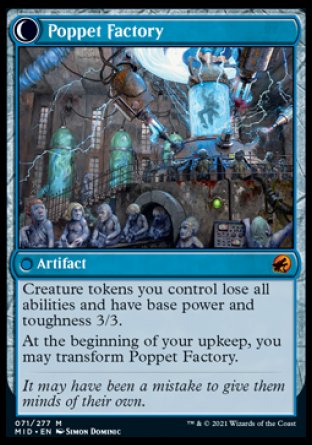 Poppet Factory
Artifact
Creature tokens you control lose all
abilities and have base power and
toughness 3/3.
At the beginning of your upkeep, you
may transform Poppet Factory.
It may have been a mistake to give them
minds of their own.
071/277 M
MID • EN Simon Dominic
™ & © 2021 Wizards of the Coast